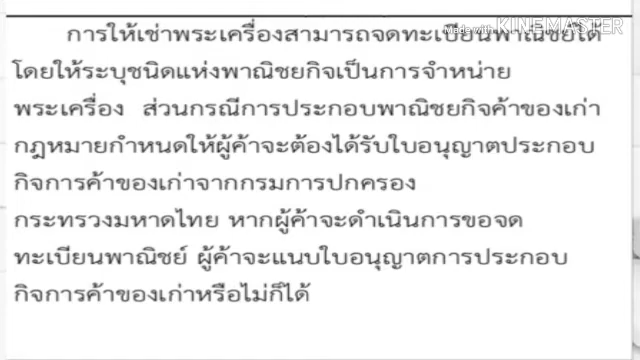 Made with KINEMASTER
การให้เช่าพระเครื่องสามารถจดทะเบียนพาณิชย์ได้
โดยให้ระบุชนิดแห่งพาณิชยกิจเป็นการจำหน่าย
พระเครื่อง ส่วนกรณีการประกอบพาณิชยกิจค้าของเก่า
กฎหมายกำหนดให้ผู้ค้าจะต้องได้รับใบอนุญาตประกอบ
กิจการค้าของเก่าจากกรมการปกครอง
กระทรวงมหาดไทย หากผู้ค้าจะดำเนินการขอจด
ทะเบียนพาณิชย์ ผู้ค้าจะแนบใบอนุญาตการประกอบ
กิจการค้าของเก่าหรือไม่ก็ได้